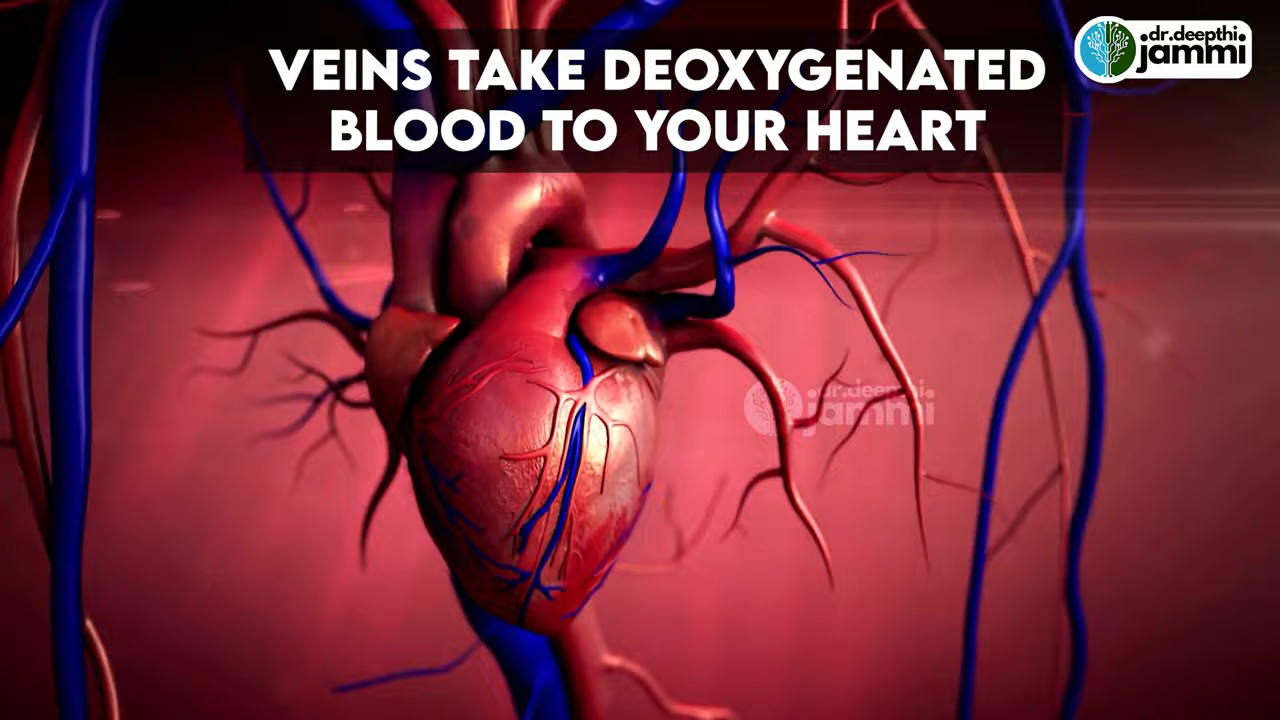 VEINS TAKE DEOXYGENATED
BLOOD TO YOUR HEART
dr.deepthi
jammi
dr.deepthi
jammi